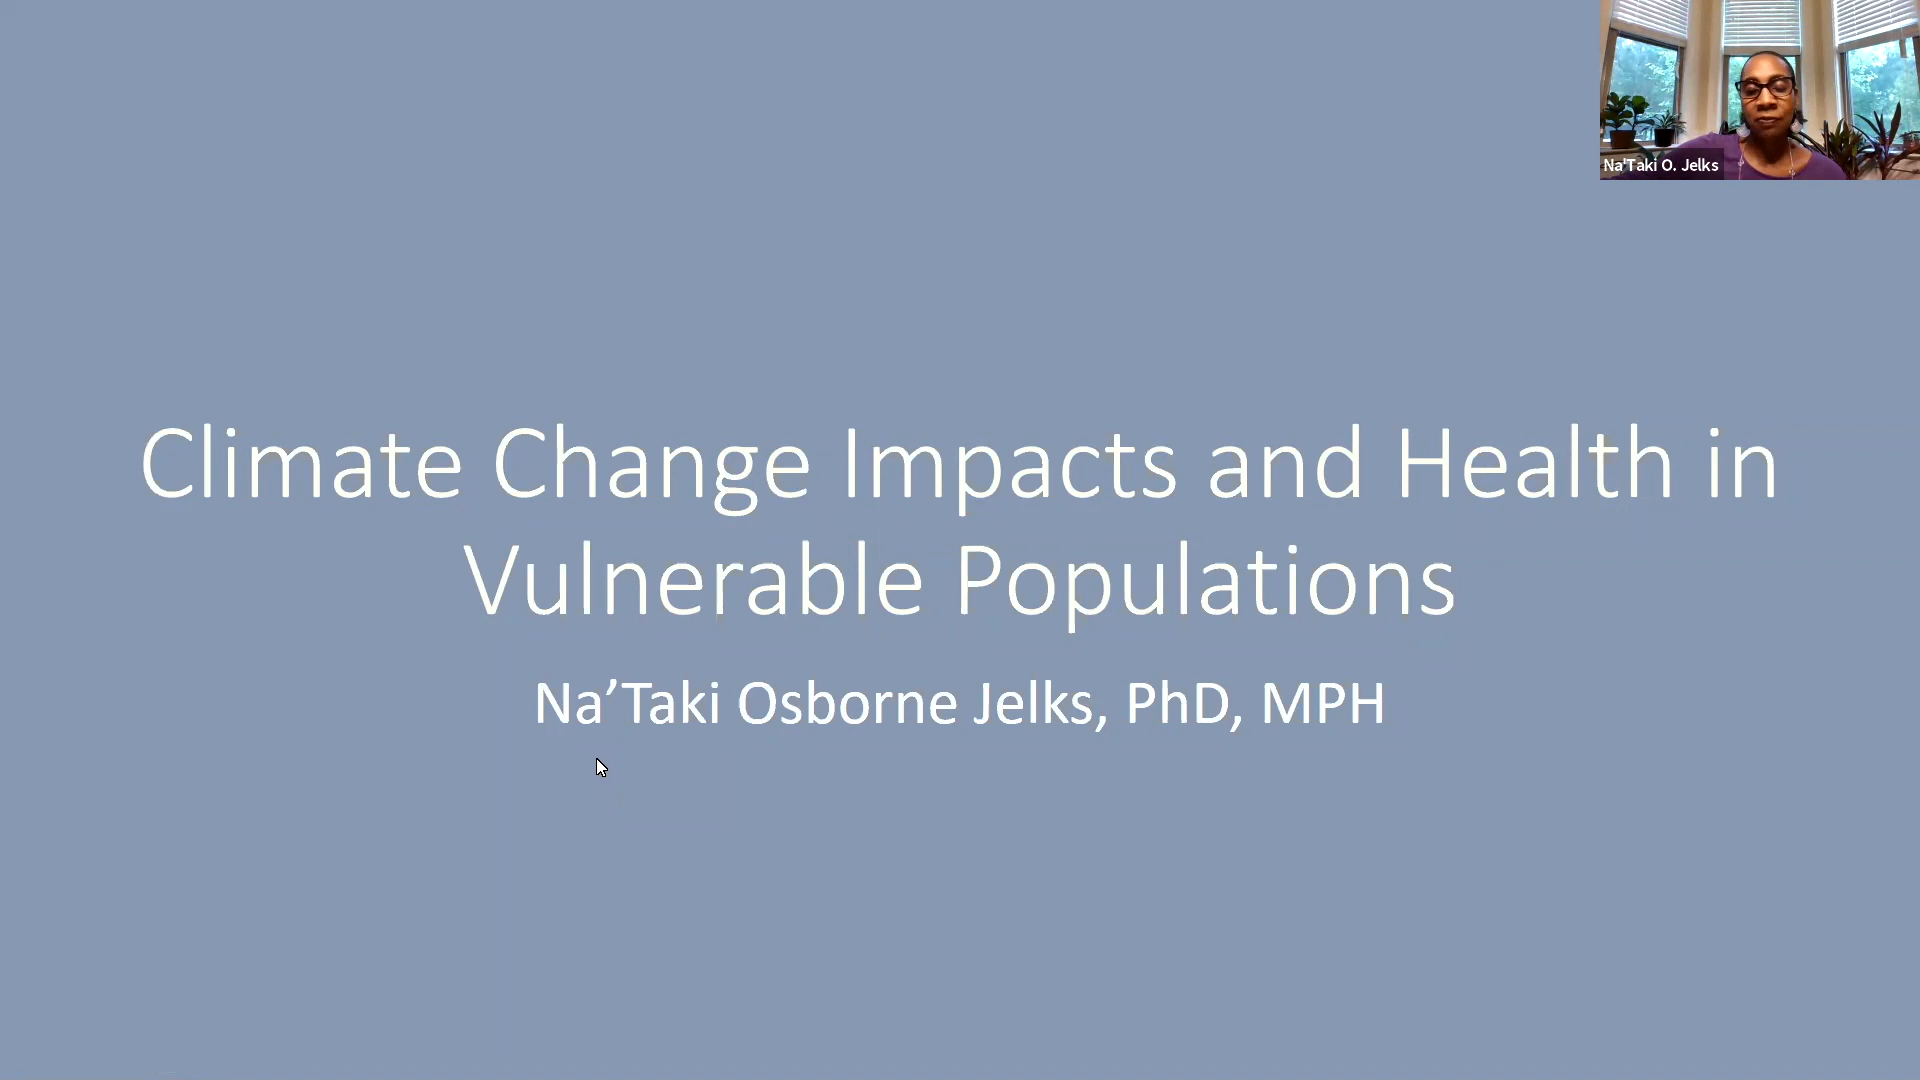 Na'Taki O. Jelks
Climate Change Impacts and Health in
Vulnerable Populations
Na’Taki Osborne Jelks, PhD, MPH